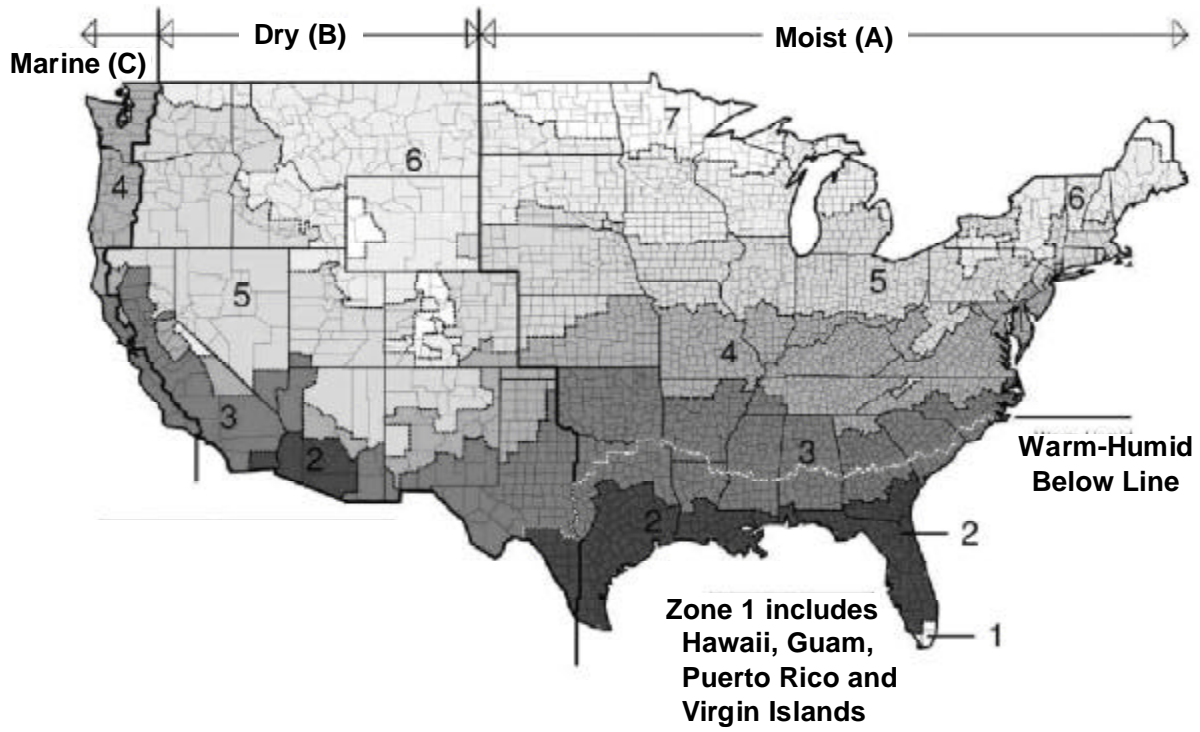 Dry (B)
Moist (A)
Marine (C)
7
6
6
4
6
5
5
4
3
3
2
Warm-Humid
Below Line
2
2
Zone 1 includes
Hawaii, Guam,
Puerto Rico and
Virgin Islands
1